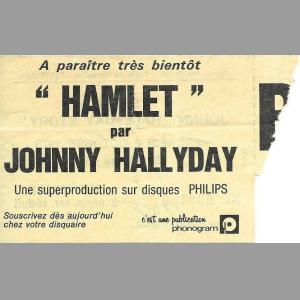 A paraître très bientôt
" HAMLET "
par
JOHNNY HALLYDAY
Une superproduction sur disques PHILIPS
Souscrivez dès aujourd'hui
chez votre disquaire
c'est une publication
phonogram